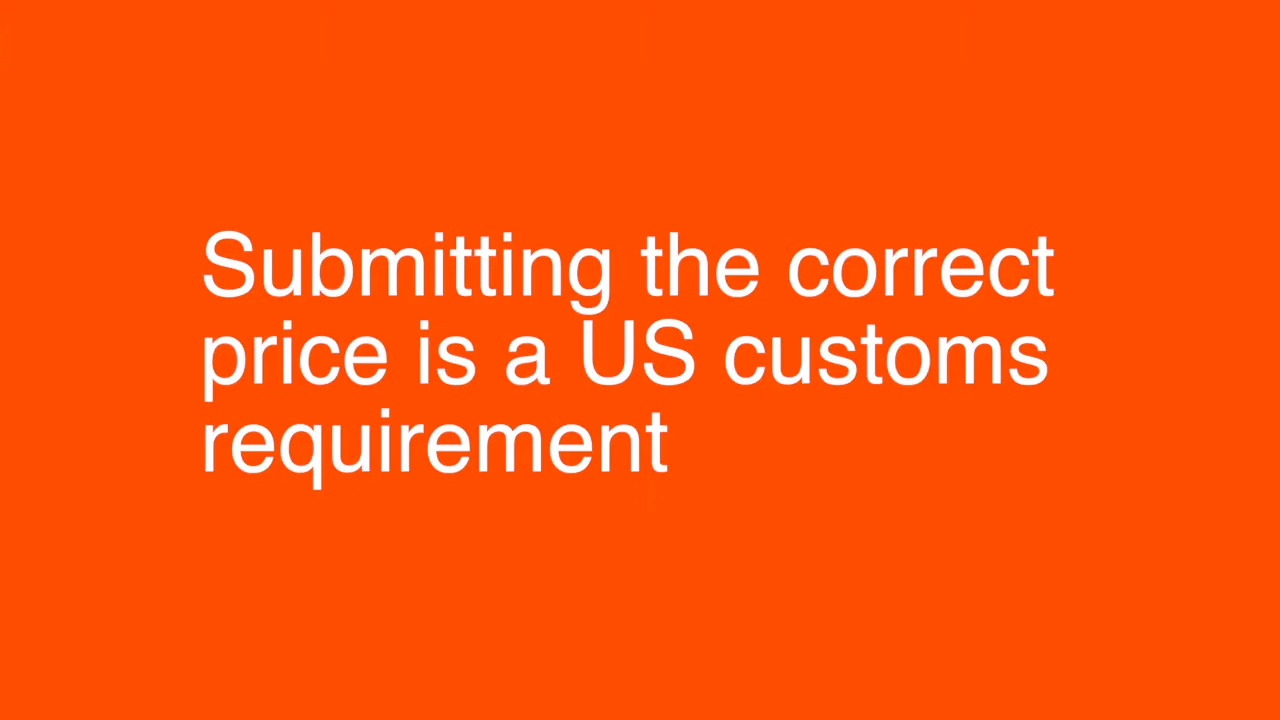 Submitting the correct
price is a US customs
requirement